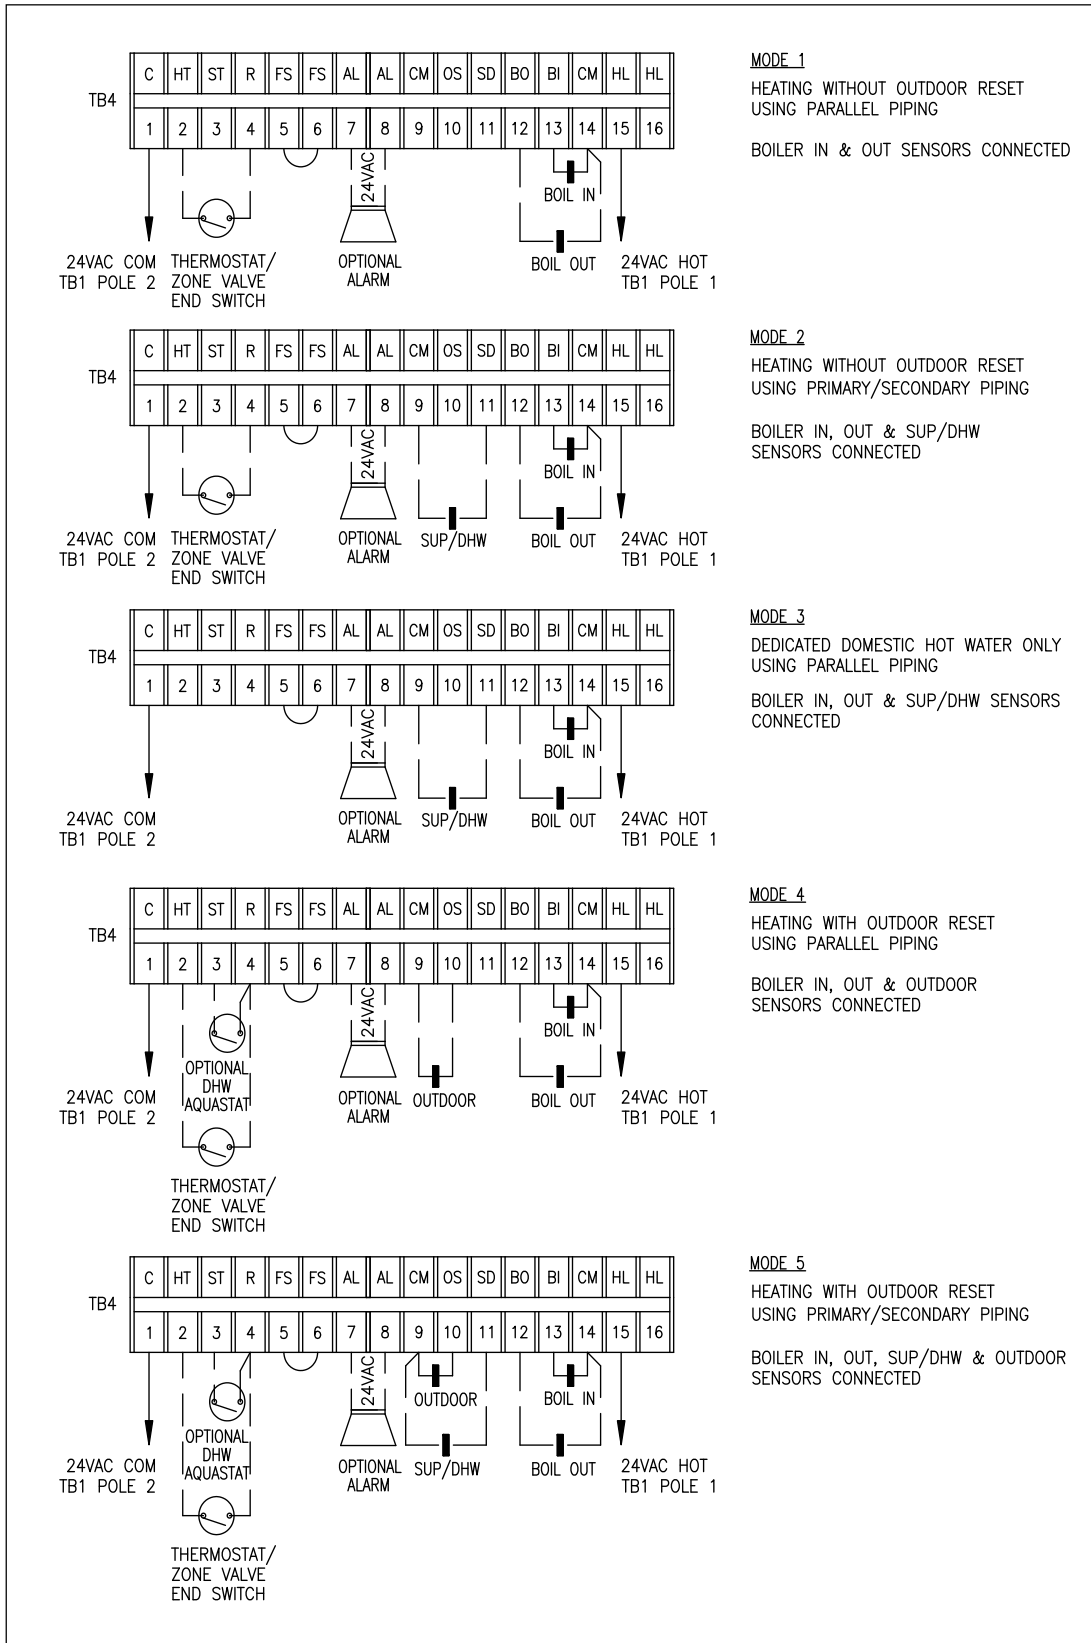 C HT ST R FS FS AL AL CM OS SD BO BI CM HL HL
TB4
1 2 3 4 5 6 7 8 9 10 11 12 13 14 15 16
24VAC
BOIL IN
24VAC COM
TB1 POLE 2
THERMOSTAT/
ZONE VALVE
END SWITCH
OPTIONAL
ALARM
BOIL OUT
24VAC HOT
TB1 POLE 1
MODE 1
HEATING WITHOUT OUTDOOR RESET
USING PARALLEL PIPING
BOILER IN & OUT SENSORS CONNECTED
C HT ST R FS FS AL AL CM OS SD BO BI CM HL HL
TB4
1 2 3 4 5 6 7 8 9 10 11 12 13 14 15 16
24VAC
BOIL IN
24VAC COM
TB1 POLE 2
THERMOSTAT/
ZONE VALVE
END SWITCH
OPTIONAL
ALARM
SUP/DHW
BOIL OUT
24VAC HOT
TB1 POLE 1
MODE 2
HEATING WITHOUT OUTDOOR RESET
USING PRIMARY/SECONDARY PIPING
BOILER IN, OUT & SUP/DHW
SENSORS CONNECTED
C HT ST R FS FS AL AL CM OS SD BO BI CM HL HL
TB4
1 2 3 4 5 6 7 8 9 10 11 12 13 14 15 16
24VAC
BOIL IN
24VAC COM
TB1 POLE 2
OPTIONAL
ALARM
SUP/DHW
BOIL OUT
24VAC HOT
TB1 POLE 1
MODE 3
DEDICATED DOMESTIC HOT WATER ONLY
USING PARALLEL PIPING
BOILER IN, OUT & SUP/DHW SENSORS
CONNECTED
C HT ST R FS FS AL AL CM OS SD BO BI CM HL HL
TB4
1 2 3 4 5 6 7 8 9 10 11 12 13 14 15 16
24VAC
BOIL IN
OPTIONAL
DHW
AQUASTAT
24VAC COM
TB1 POLE 2
OPTIONAL
ALARM
OUTDOOR
BOIL OUT
24VAC HOT
TB1 POLE 1
THERMOSTAT/
ZONE VALVE
END SWITCH
MODE 4
HEATING WITH OUTDOOR RESET
USING PARALLEL PIPING
BOILER IN, OUT & OUTDOOR
SENSORS CONNECTED
C HT ST R FS FS AL AL CM OS SD BO BI CM HL HL
TB4
1 2 3 4 5 6 7 8 9 10 11 12 13 14 15 16
24VAC
OUTDOOR
BOIL IN
OPTIONAL
DHW
AQUASTAT
24VAC COM
TB1 POLE 2
OPTIONAL
ALARM
SUP/DHW
BOIL OUT
24VAC HOT
TB1 POLE 1
THERMOSTAT/
ZONE VALVE
END SWITCH
MODE 5
HEATING WITH OUTDOOR RESET
USING PRIMARY/SECONDARY PIPING
BOILER IN, OUT, SUP/DHW & OUTDOOR
SENSORS CONNECTED